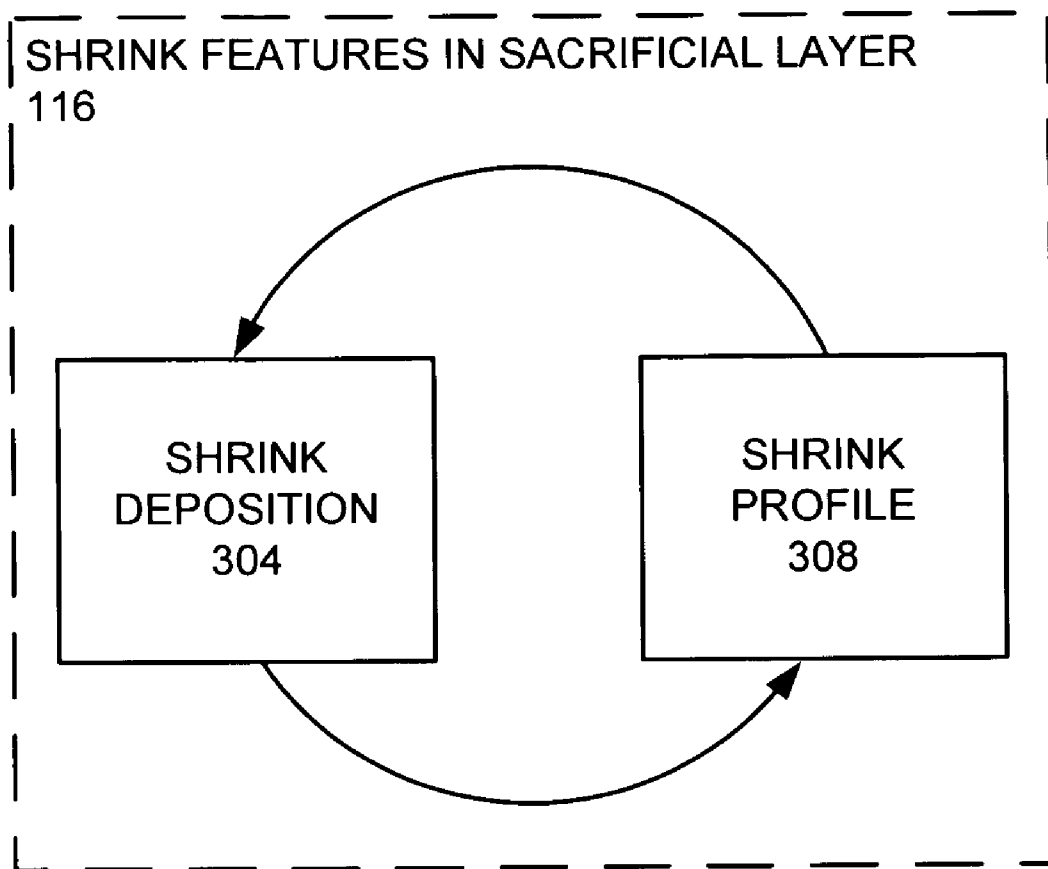 SHRINK FEATURES IN SACRIFICIAL LAYER
116
SHRINK
DEPOSITION
304
SHRINK
PROFILE
308